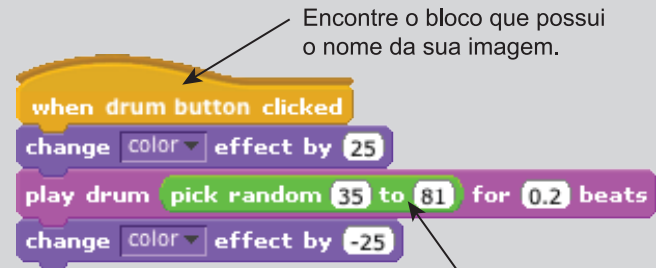 Encontre o bloco que possui
o nome da sua imagem.
when drum button clicked
change color effect by 25
play drum pick random 35 to 81 for 0.2 beats
change color effect by -25